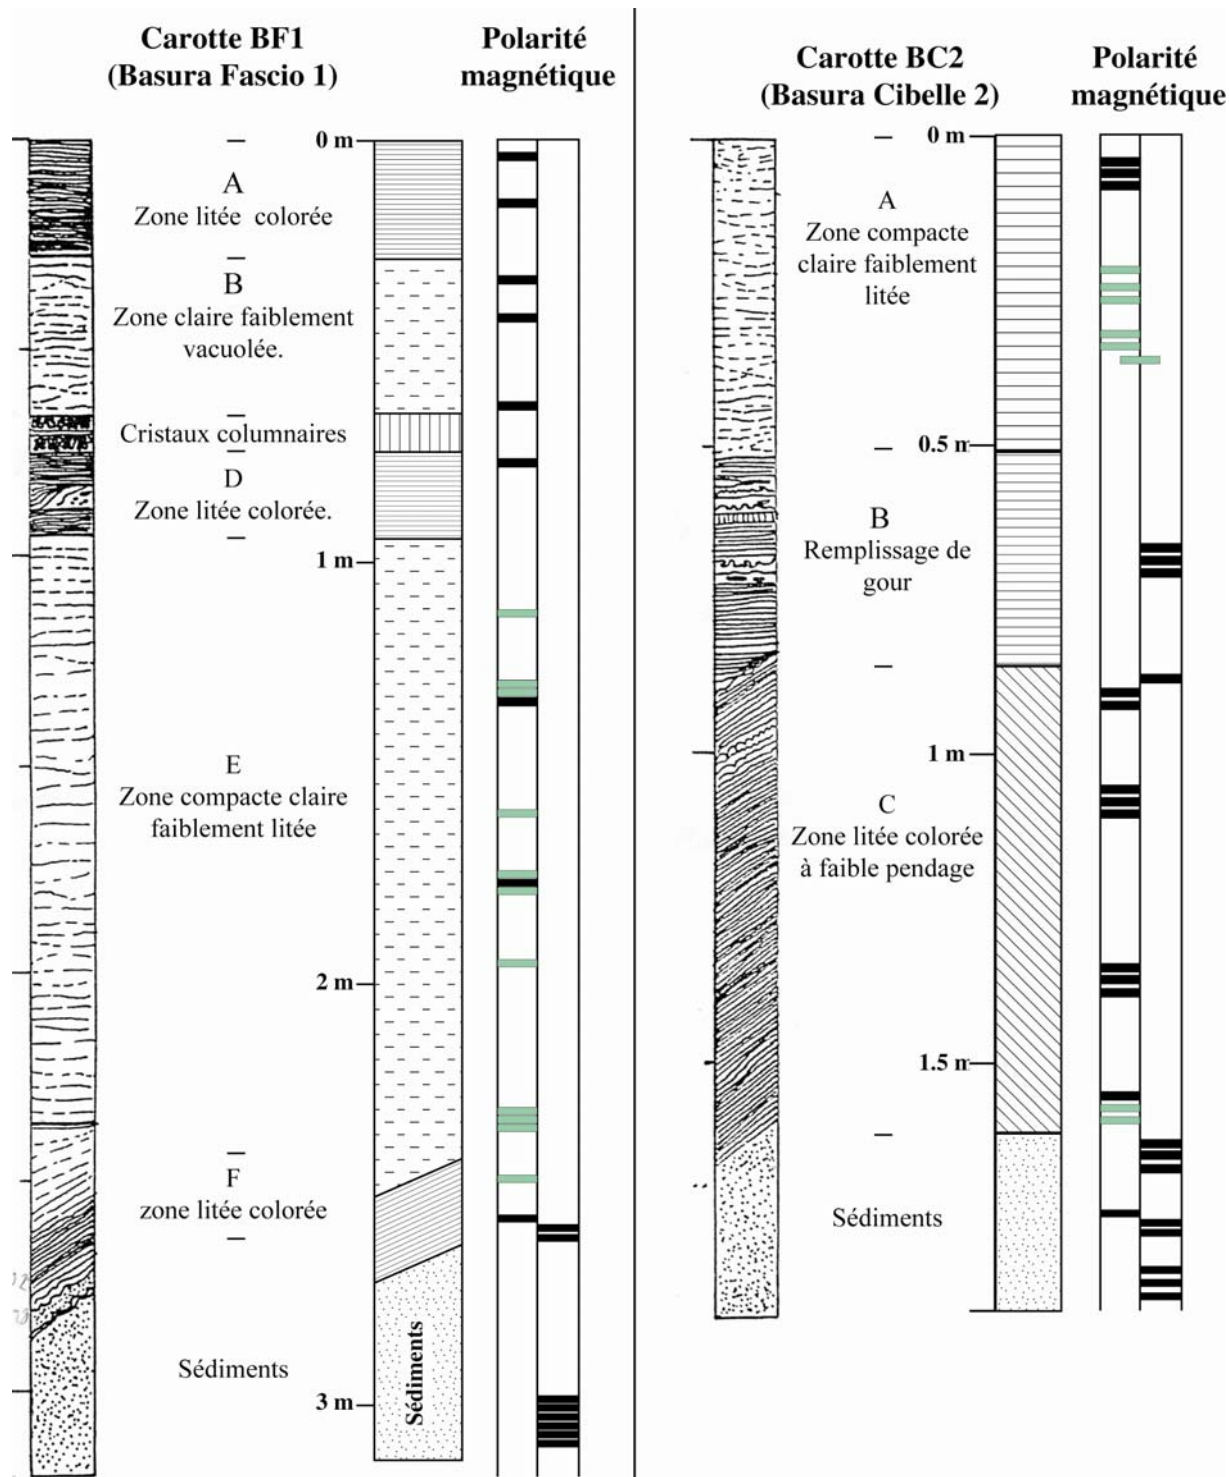 Carotte BF1
(Basura Fascio 1)
Polarité
magnétique
0 m
A
Zone litée colorée
B
Zone claire faiblement
vacuolée.
Cristaux columnaires
D
Zone litée colorée.
1 m
E
Zone compacte claire
faiblement litée
2 m
F
zone litée colorée
Sédiments
Sédiments
3 m
Carotte BC2
(Basura Cibelle 2)
Polarité
magnétique
0 m
A
Zone compacte
claire faiblement
litée
0.5 m
B
Remplissage de
gour
1 m
C
Zone litée colorée
à faible pendage
1.5 m
Sédiments